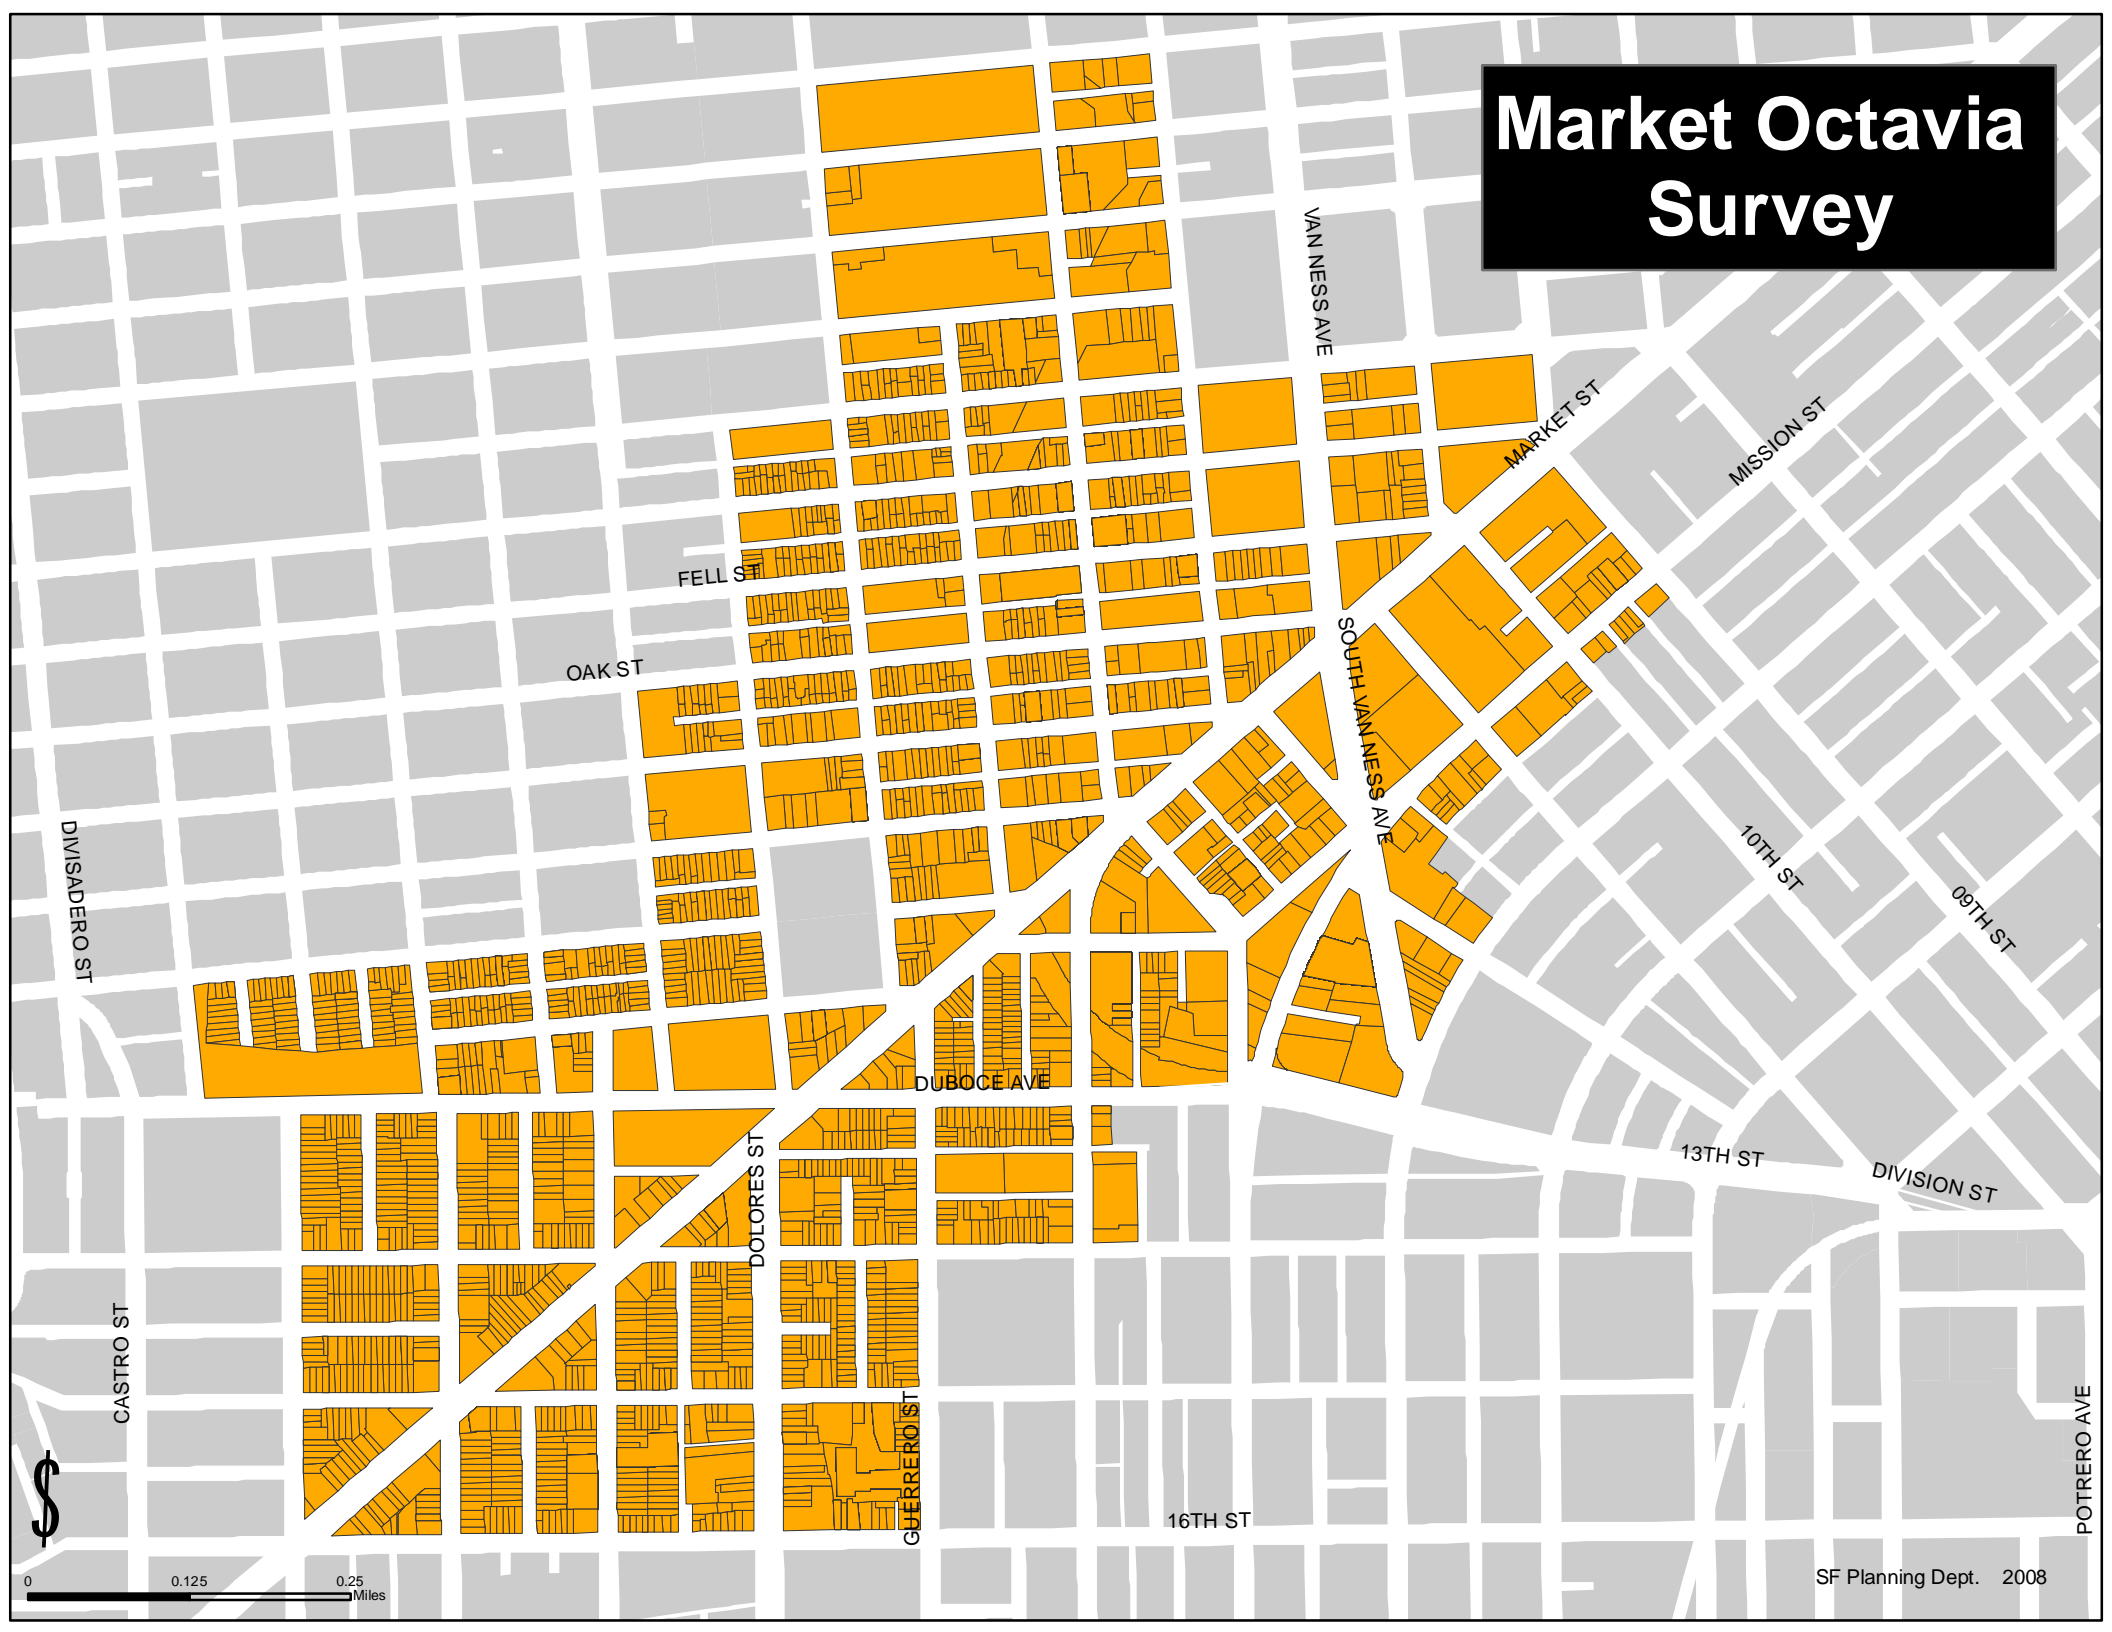 Market Octavia
Survey
VAN NESS AVE
MARKET ST
MISSION ST
FELL ST
OAK ST
SOUTH VAN NESS AVE
DIVISADERO ST
10TH ST
09TH ST
DUBOCE AVE
DOLORES ST
13TH ST
DIVISION ST
CASTRO ST
GUERRERO ST
POTRERO AVE
16TH ST
$
0 0.125 0.25
Miles
SF Planning Dept. 2008